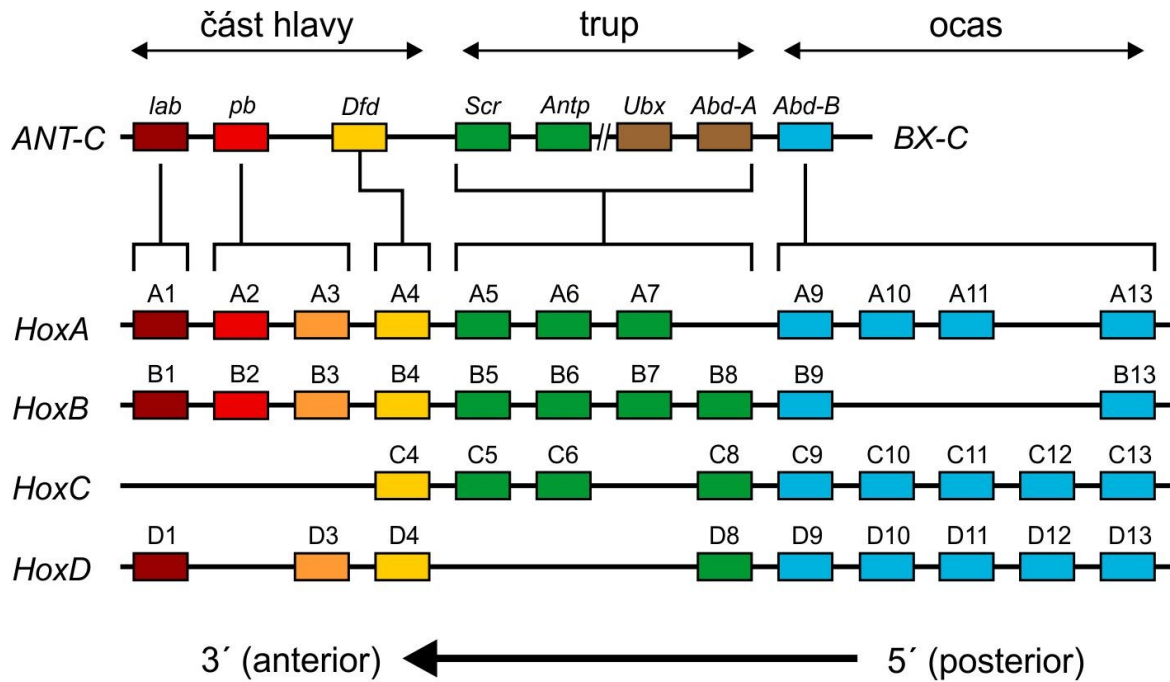 část hlavy trup ocas
lab pb Dfd Scr Antp Ubx Abd-A Abd-B
ANT-C // BX-C
A1 A2 A3 A4 A5 A6 A7 A9 A10 A11 A13
HoxA
B1 B2 B3 B4 B5 B6 B7 B8 B9 B13
HoxB
C4 C5 C6 C8 C9 C10 C11 C12 C13
HoxC
D1 D3 D4 D8 D9 D10 D11 D12 D13
HoxD
3´ (anterior) 5´ (posterior)